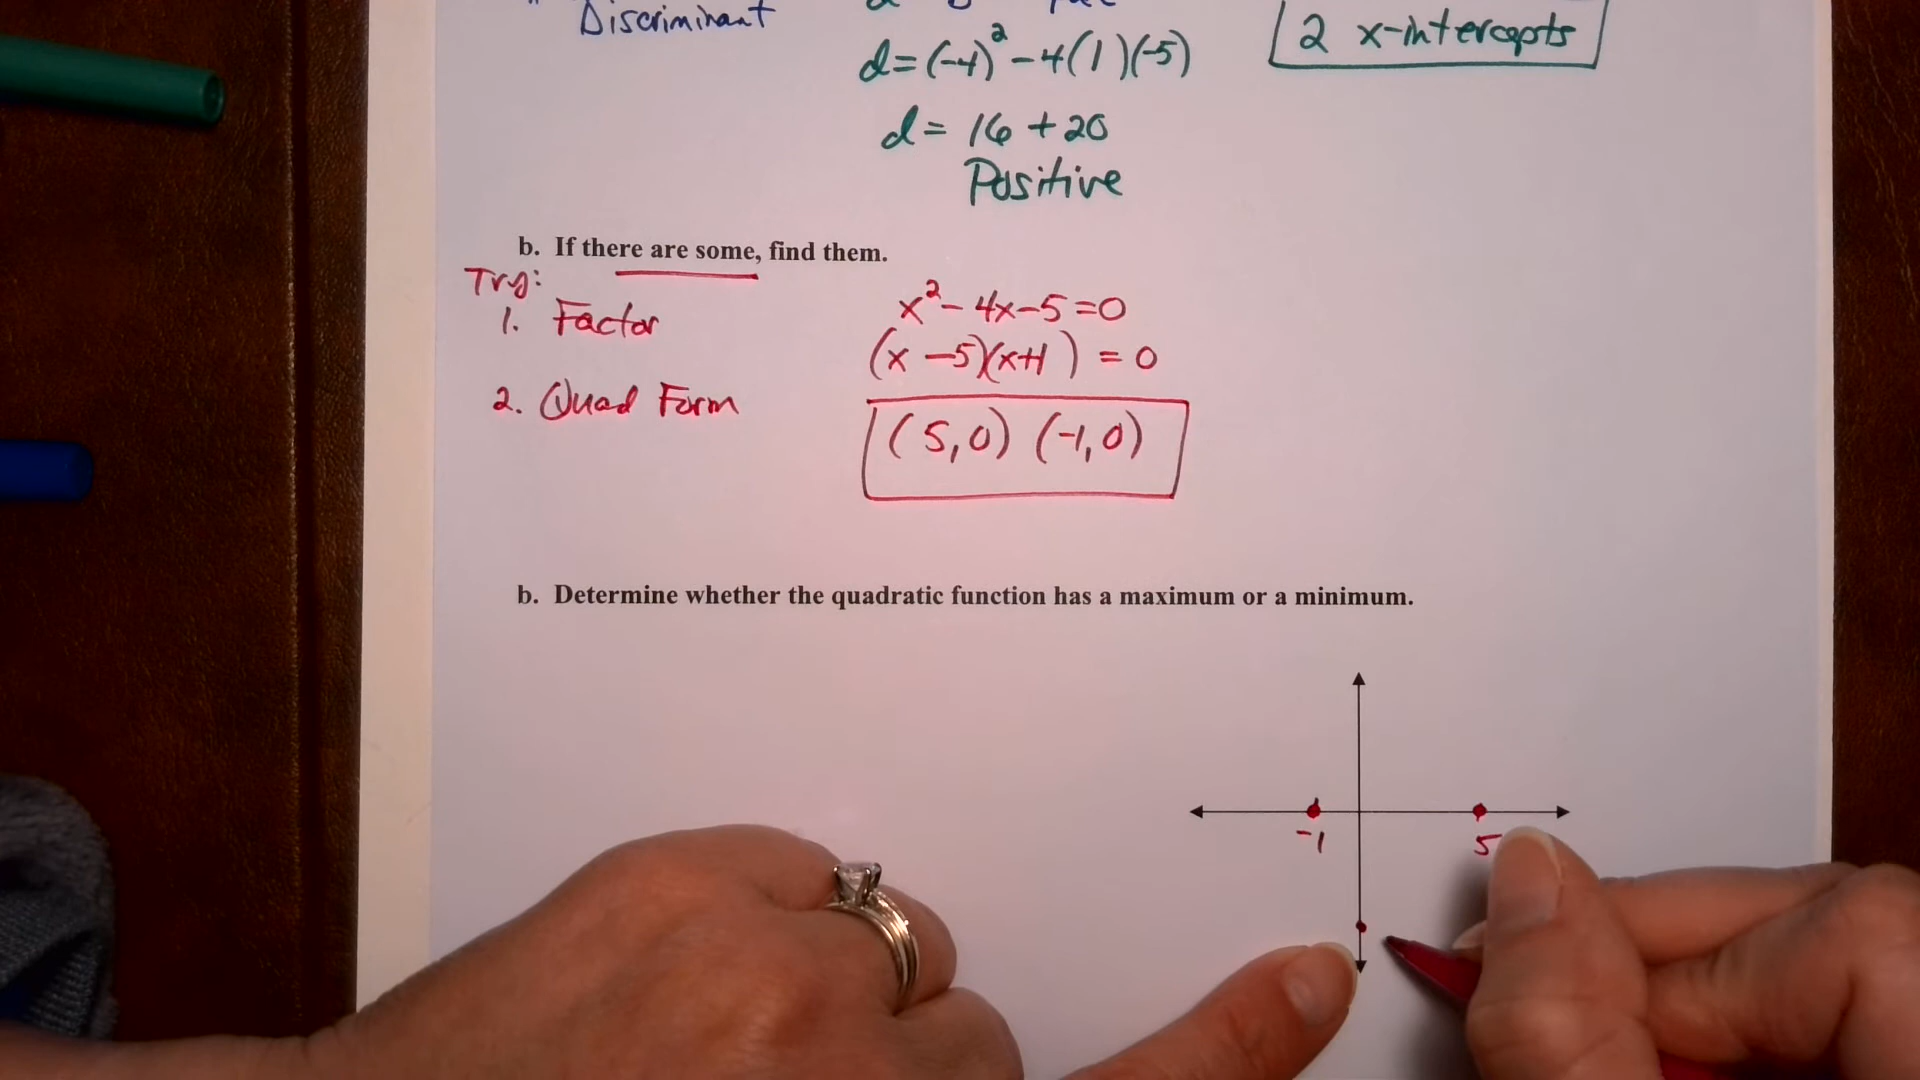 Discriminant
d=(-4)²-4(1)(-5)
2 x-intercepts
d= 16 +20
Positive
b. If there are some, find them.
Try:
1. Factor
2. Quad Form
x²- 4x-5=0
(x -5)(x+1) = 0
(5,0) (-1,0)
b. Determine whether the quadratic function has a maximum or a minimum.
-1
5